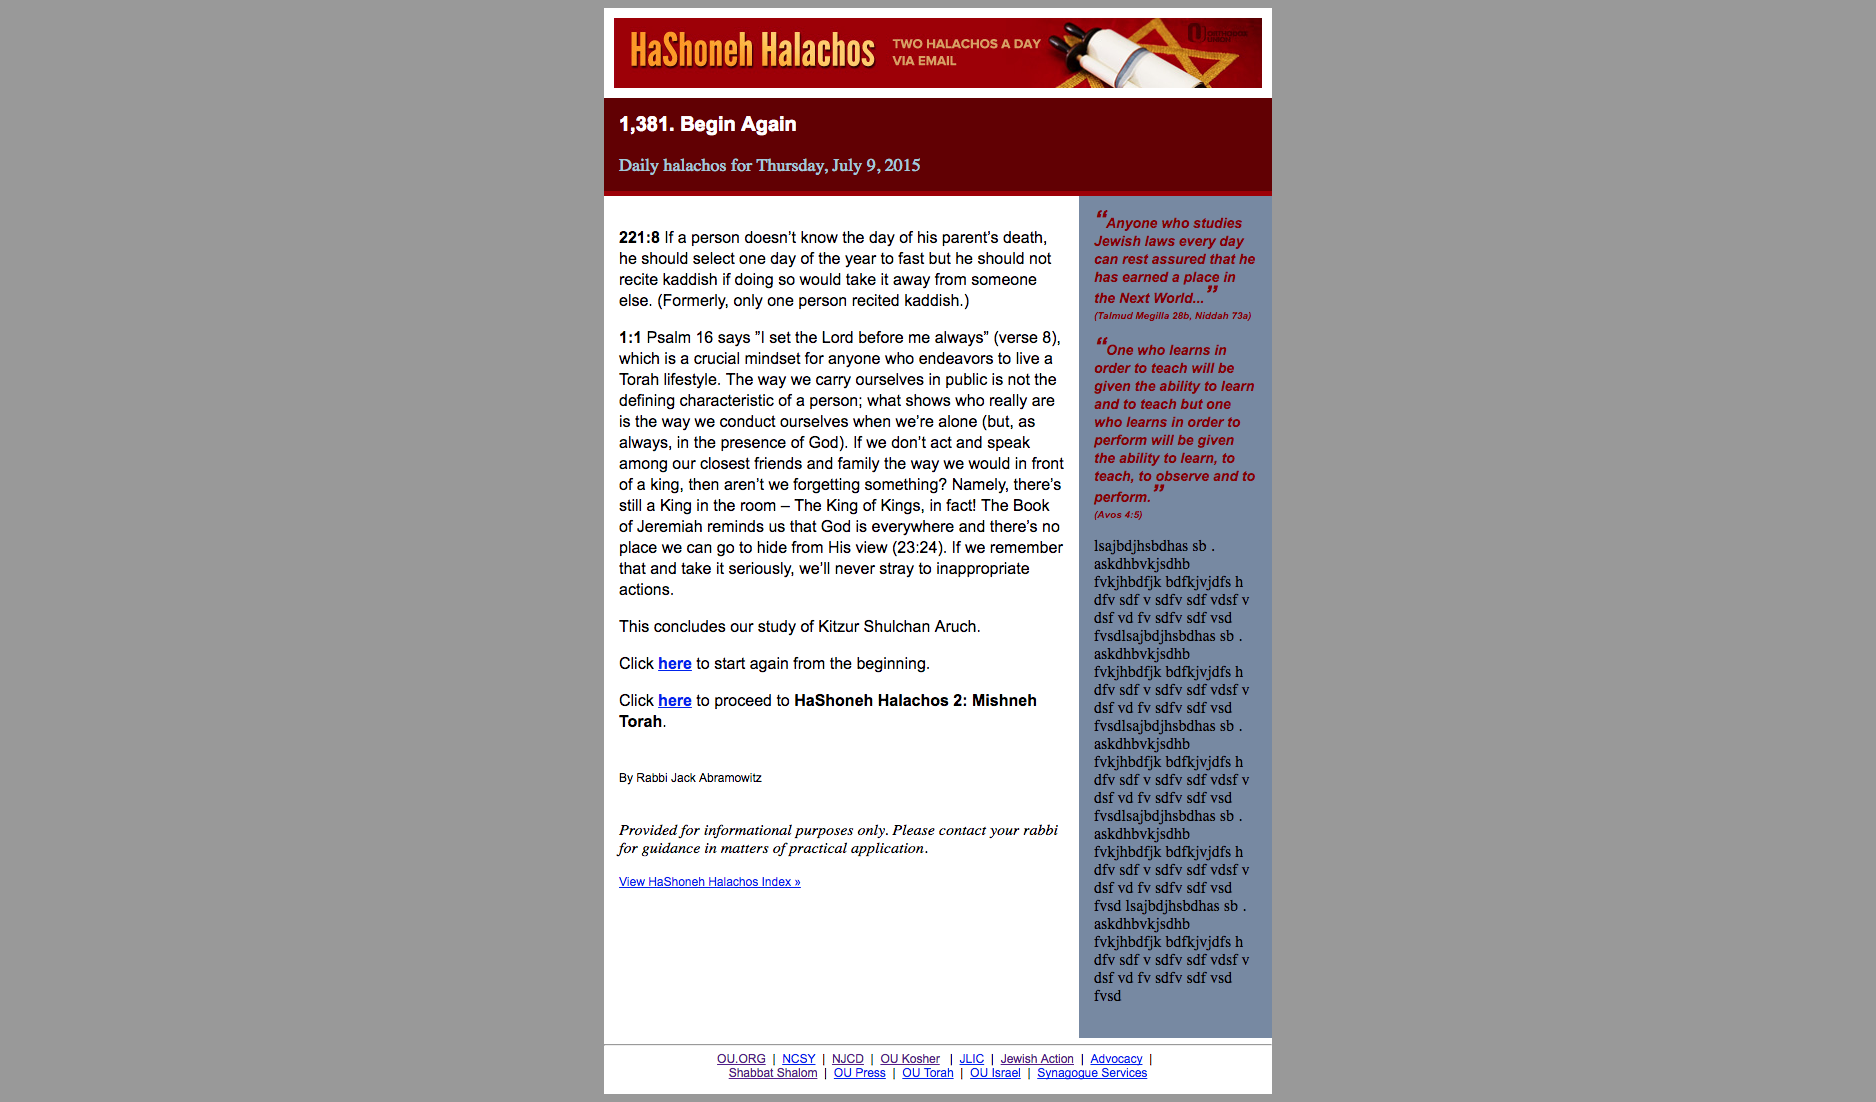 HaShoneh Halachos
TWO HALACHOS A DAY
VIA EMAIL
1,381. Begin Again
Daily halachos for Thursday, July 9, 2015
221:8 If a person doesn’t know the day of his parent’s death,
he should select one day of the year to fast but he should not
recite kaddish if doing so would take it away from someone
else. (Formerly, only one person recited kaddish.)
1:1 Psalm 16 says ”I set the Lord before me always” (verse 8),
which is a crucial mindset for anyone who endeavors to live a
Torah lifestyle. The way we carry ourselves in public is not the
defining characteristic of a person; what shows who really are
is the way we conduct ourselves when we’re alone (but, as
always, in the presence of God). If we don’t act and speak
among our closest friends and family the way we would in front
of a king, then aren’t we forgetting something? Namely, there’s
still a King in the room – The King of Kings, in fact! The Book
of Jeremiah reminds us that God is everywhere and there’s no
place we can go to hide from His view (23:24). If we remember
that and take it seriously, we’ll never stray to inappropriate
actions.
This concludes our study of Kitzur Shulchan Aruch.
Click here to start again from the beginning.
Click here to proceed to HaShoneh Halachos 2: Mishneh
Torah.
By Rabbi Jack Abramowitz
Provided for informational purposes only. Please contact your rabbi
for guidance in matters of practical application.
View HaShoneh Halachos Index »
“Anyone who studies
Jewish laws every day
can rest assured that he
has earned a place in
the Next World...”
(Talmud Megilla 28b, Niddah 73a)
“One who learns in
order to teach will be
given the ability to learn
and to teach but one
who learns in order to
perform will be given
the ability to learn, to
teach, to observe and to
perform.”
(Avos 4:5)
lsajbdjhsbdhas sb .
askdhbvkjsdhb
fvkjhbdfjk bdfkjvjdfs h
dfv sdf v sdfv sdf vdsf v
dsf vd fv sdfv sdf vsd
fvsdlsajbdjhsbdhas sb .
askdhbvkjsdhb
fvkjhbdfjk bdfkjvjdfs h
dfv sdf v sdfv sdf vdsf v
dsf vd fv sdfv sdf vsd
fvsdlsajbdjhsbdhas sb .
askdhbvkjsdhb
fvkjhbdfjk bdfkjvjdfs h
dfv sdf v sdfv sdf vdsf v
dsf vd fv sdfv sdf vsd
fvsdlsajbdjhsbdhas sb .
askdhbvkjsdhb
fvkjhbdfjk bdfkjvjdfs h
dfv sdf v sdfv sdf vdsf v
dsf vd fv sdfv sdf vsd
fvsd lsajbdjhsbdhas sb .
askdhbvkjsdhb
fvkjhbdfjk bdfkjvjdfs h
dfv sdf v sdfv sdf vdsf v
dsf vd fv sdfv sdf vsd
fvsd
OU.ORG | NCSY | NJCD | OU Kosher | JLIC | Jewish Action | Advocacy |
Shabbat Shalom | OU Press | OU Torah | OU Israel | Synagogue Services